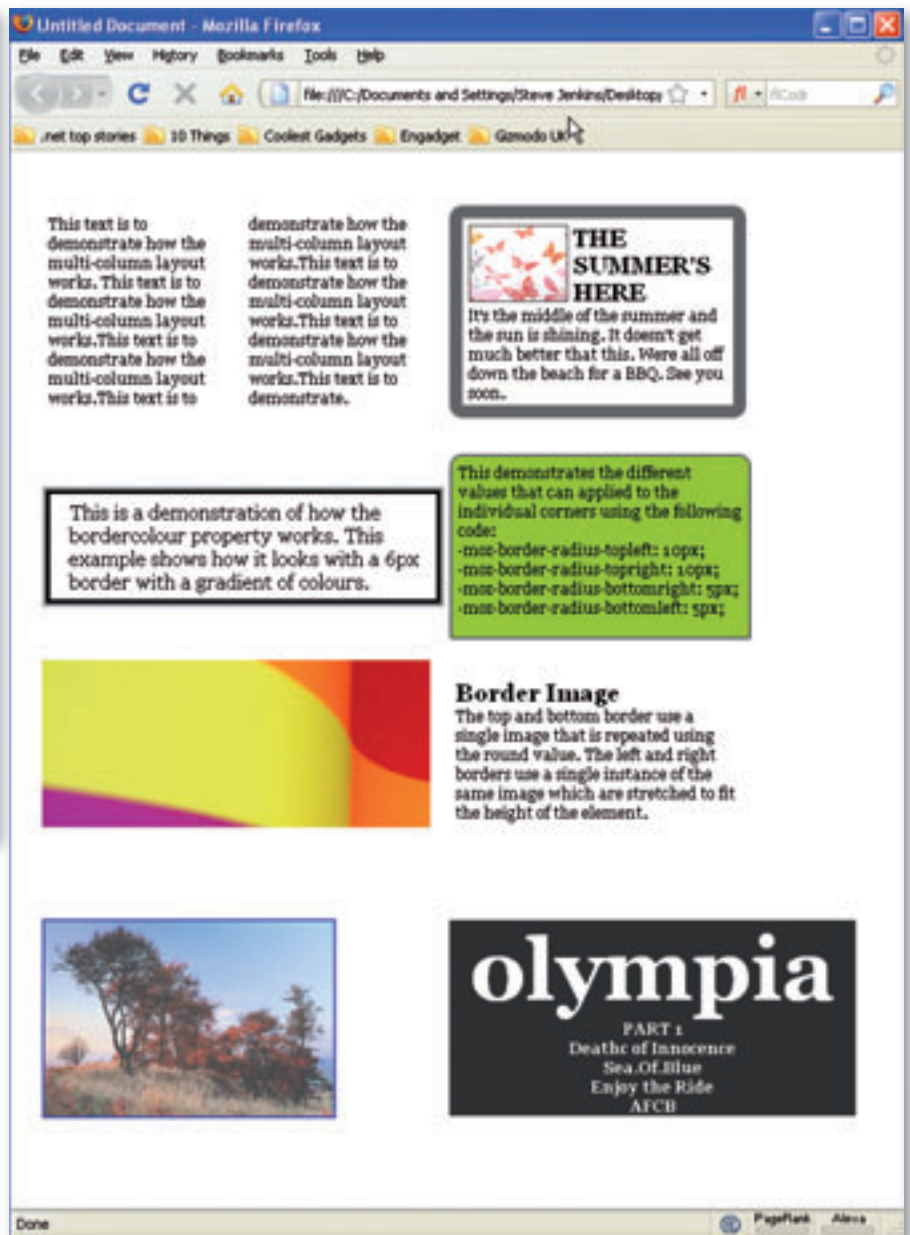 Untitled Document - Mozilla Firefox
File Edit View History Bookmarks Tools Help
file:///C:/Documents and Settings/Steve Jenkins/Desktop/
.net top stories 10 Things Coolest Gadgets Engadget Gizmodo UK
This text is to
demonstrate how the
multi-column layout
works. This text is to
demonstrate how the
multi-column layout
works.This text is to
demonstrate how the
multi-column layout
works.This text is to
demonstrate how the
multi-column layout
works.This text is to
demonstrate how the
multi-column layout
works.This text is to
demonstrate how the
multi-column layout
works.This text is to
demonstrate.
THE
SUMMER'S
HERE
It's the middle of the summer and
the sun is shining. It doesn't get
much better that this. Were all off
down the beach for a BBQ. See you
soon.
This is a demonstration of how the
bordercolour property works. This
example shows how it looks with a 6px
border with a gradient of colours.
This demonstrates the different
values that can applied to the
individual corners using the following
code:
-moz-border-radius-topleft: 10px;
-moz-border-radius-topright: 10px;
-moz-border-radius-bottomright: 5px;
-moz-border-radius-bottomleft: 5px;
Border Image
The top and bottom border use a
single image that is repeated using
the round value. The left and right
borders use a single instance of the
same image which are stretched to fit
the height of the element.
olympia
PART 1
Deathc of Innocence
Sea.Of.Blue
Enjoy the Ride
AFCB
Done PageRank Alexa